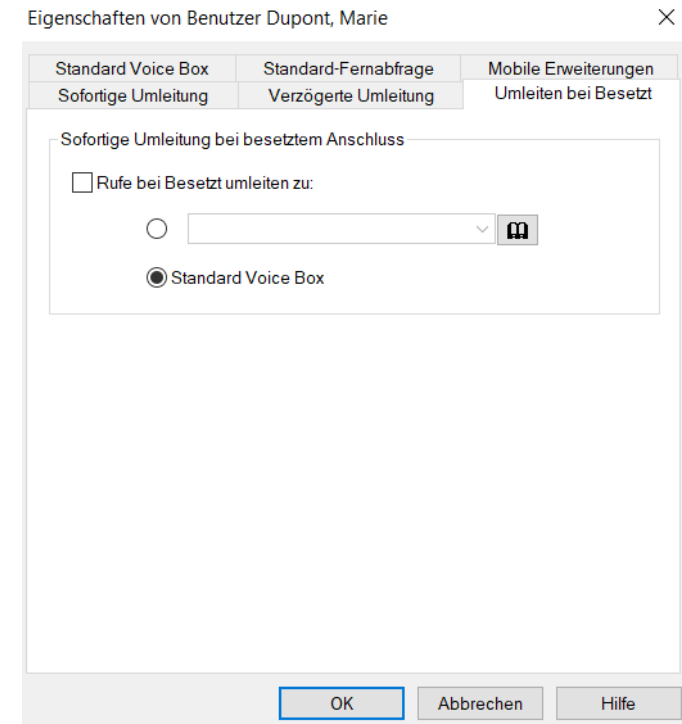 Eigenschaften von Benutzer Dupont, Marie
Standard Voice Box
Standard-Fernabfrage
Mobile Erweiterungen
Sofortige Umleitung
Verzögerte Umleitung
Umleiten bei Besetzt
Sofortige Umleitung bei besetztem Anschluss
Rufe bei Besetzt umleiten zu:
Standard Voice Box
OK
Abbrechen
Hilfe